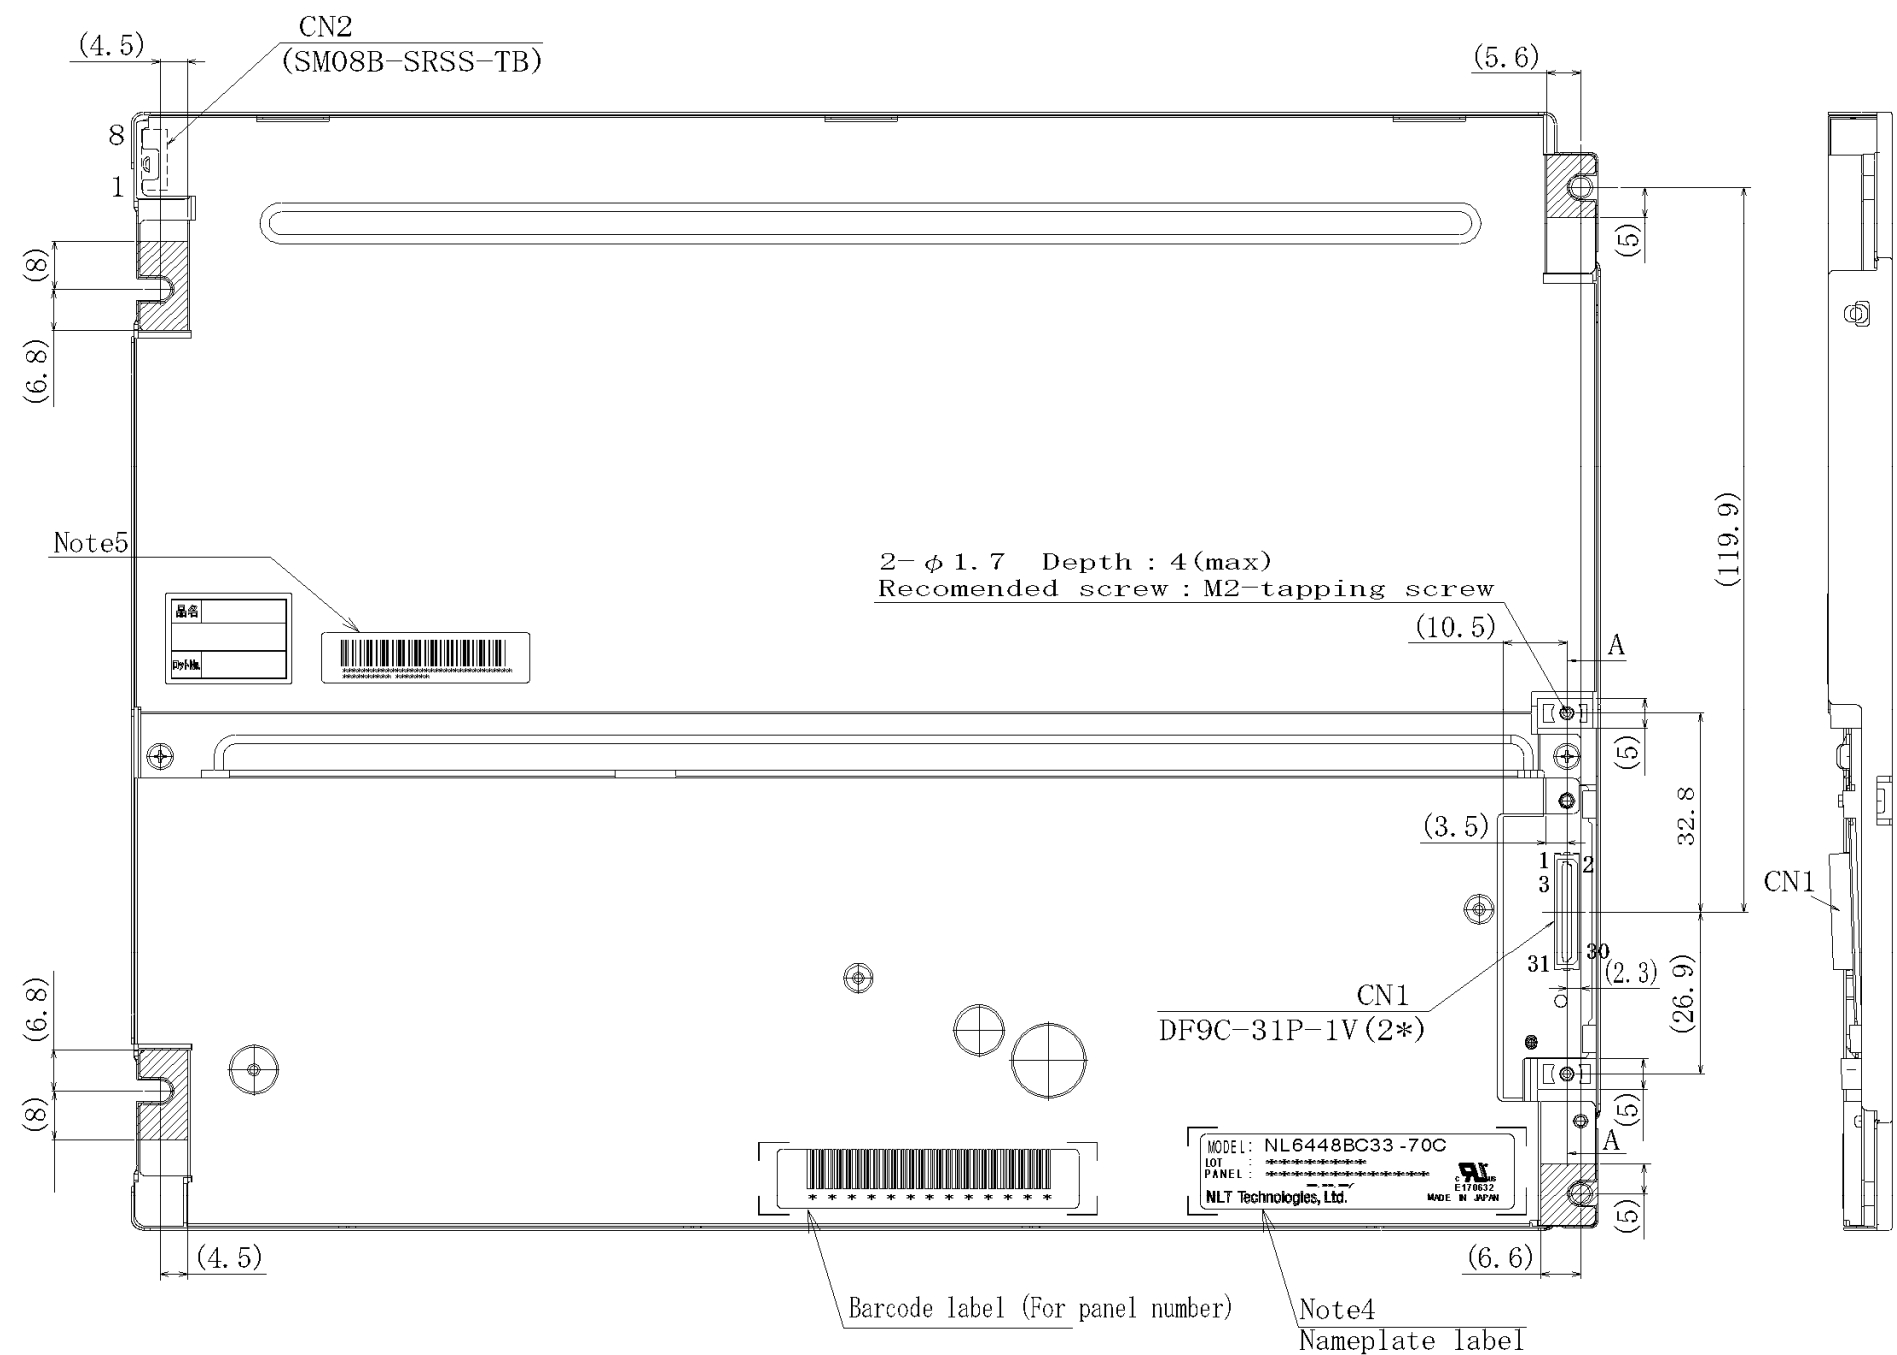 CN2
(SM08B-SRSS-TB)
(4.5)
(5.6)
8
1
(8)
(6.8)
(5)
(119.9)
Note5
2-φ1.7 Depth:4(max)
Recomended screw:M2-tapping screw
(10.5)
A
品名
ロットNo.
(5)
32.8
(3.5)
1
2
3
CN1
31
30
(2.3)
(26.9)
CN1
DF9C-31P-1V(2*)
(6.8)
(8)
(5)
A
MODEL: NL6448BC33-70C
LOT : ************
PANEL:
NLT Technologies, Ltd.
c US
E170632
MADE IN JAPAN
*************
(5)
(4.5)
(6.6)
Barcode label (For panel number)
Note4
Nameplate label